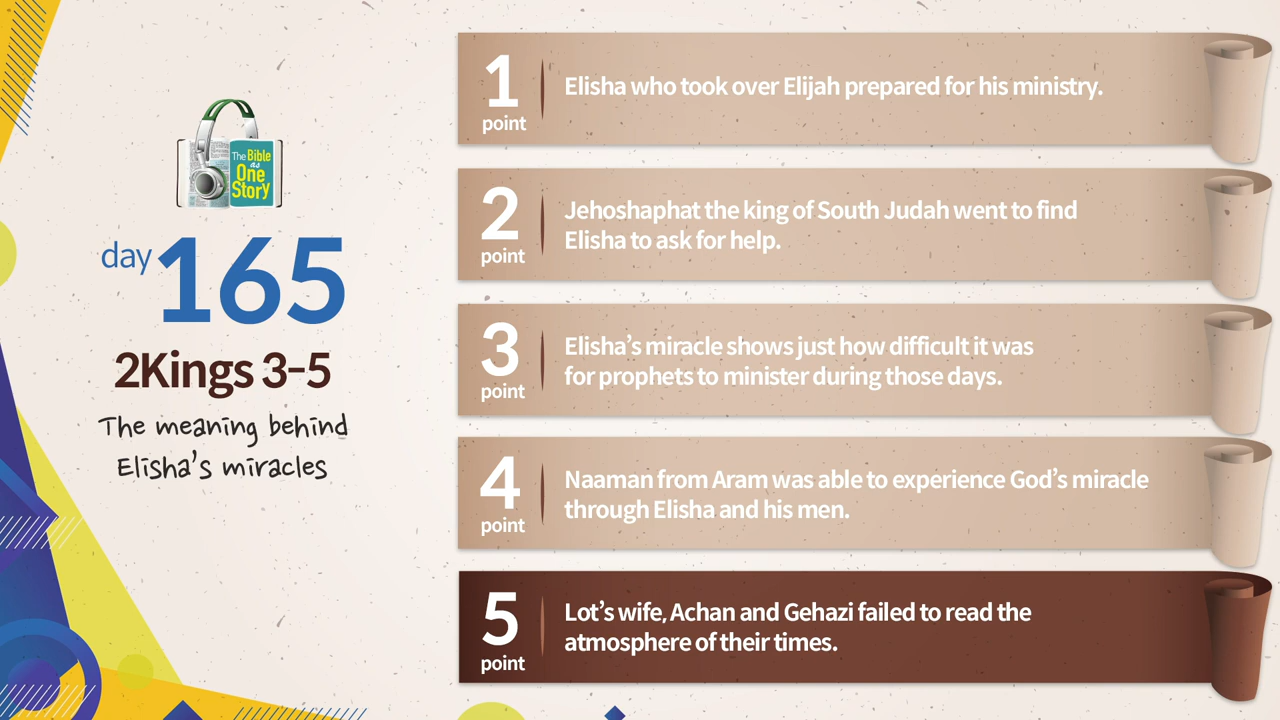 The Bible
as
One
Story
day 165
2Kings 3-5
The meaning behind
Elisha's miracles
1
point
Elisha who took over Elijah prepared for his ministry.
2
point
Jehoshaphat the king of South Judah went to find
Elisha to ask for help.
3
point
Elisha's miracle shows just how difficult it was
for prophets to minister during those days.
4
point
Naaman from Aram was able to experience God's miracle
through Elisha and his men.
5
point
Lot's wife, Achan and Gehazi failed to read the
atmosphere of their times.